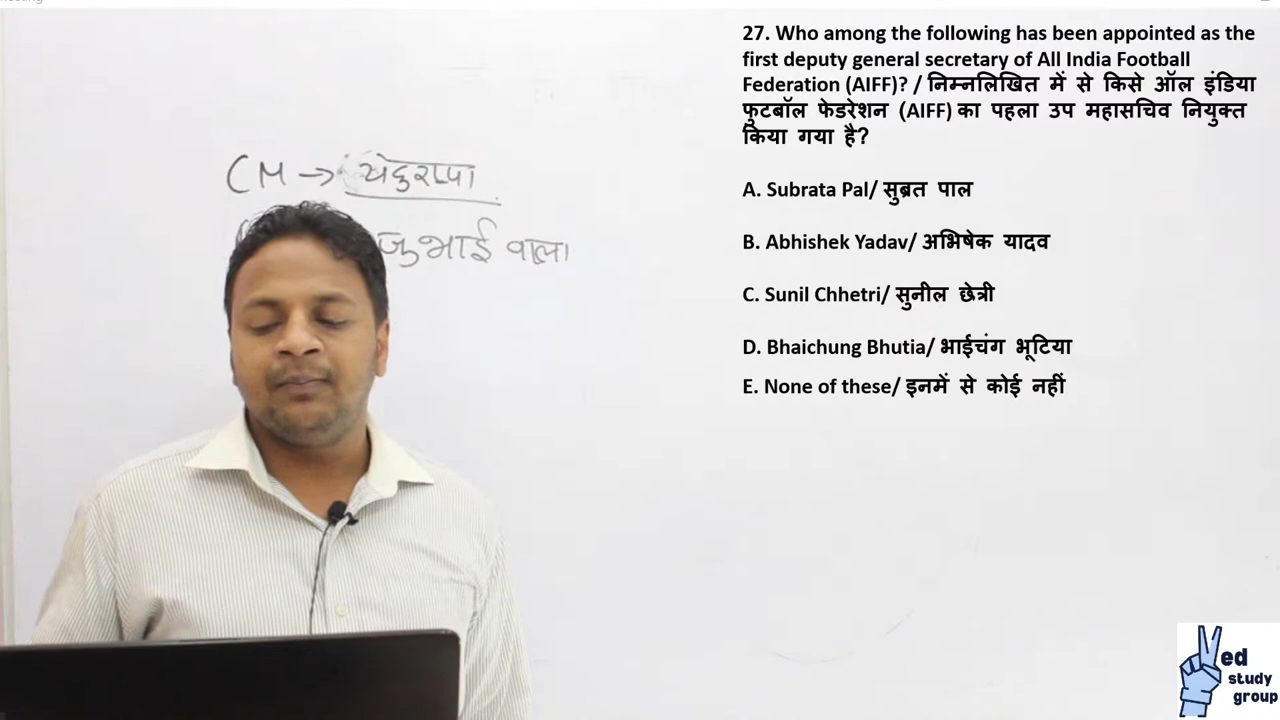 27. Who among the following has been appointed as the
first deputy general secretary of All India Football
Federation (AIFF)? / निम्नलिखित में से किसे ऑल इंडिया
फुटबॉल फेडरेशन (AIFF) का पहला उप महासचिव नियुक्त
किया गया है?
CM →
जुभाई वाला
A. Subrata Pal/ सुब्रत पाल
B. Abhishek Yadav/ अभिषेक यादव
C. Sunil Chhetri/ सुनील छेत्री
D. Bhaichung Bhutia/ भाईचंग भूटिया
E. None of these/ इनमें से कोई नहीं
Ved
study
group